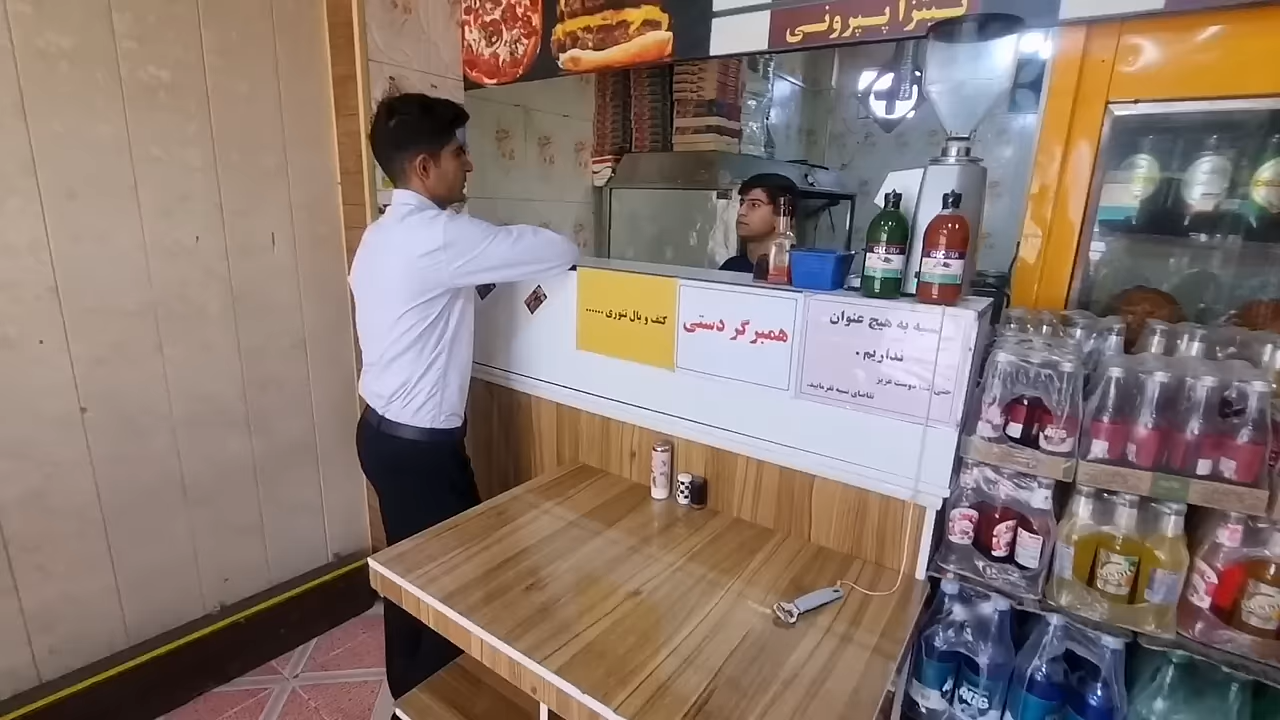 پیتزا پپرونی
کتف و بال تنوری ......
همبرگر دستی
نسیه به هیچ عنوان
نداریم .
حتی شما دوست عزیز
تقاضای نسیه نفرمایید.
GLORIA
GLORIA